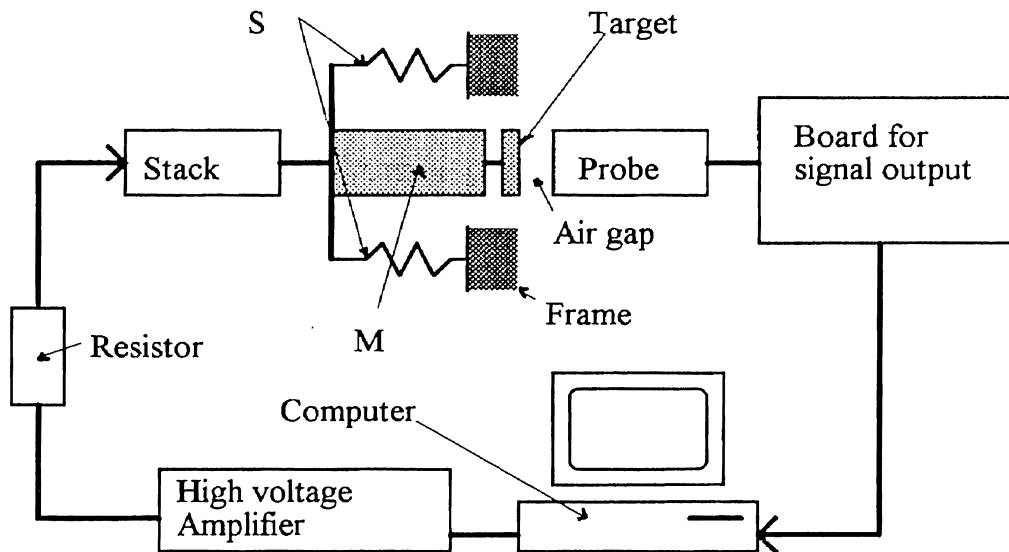 S
Target
Stack
Probe
Board for
signal output
Air gap
Frame
M
Resistor
Computer
High voltage
Amplifier